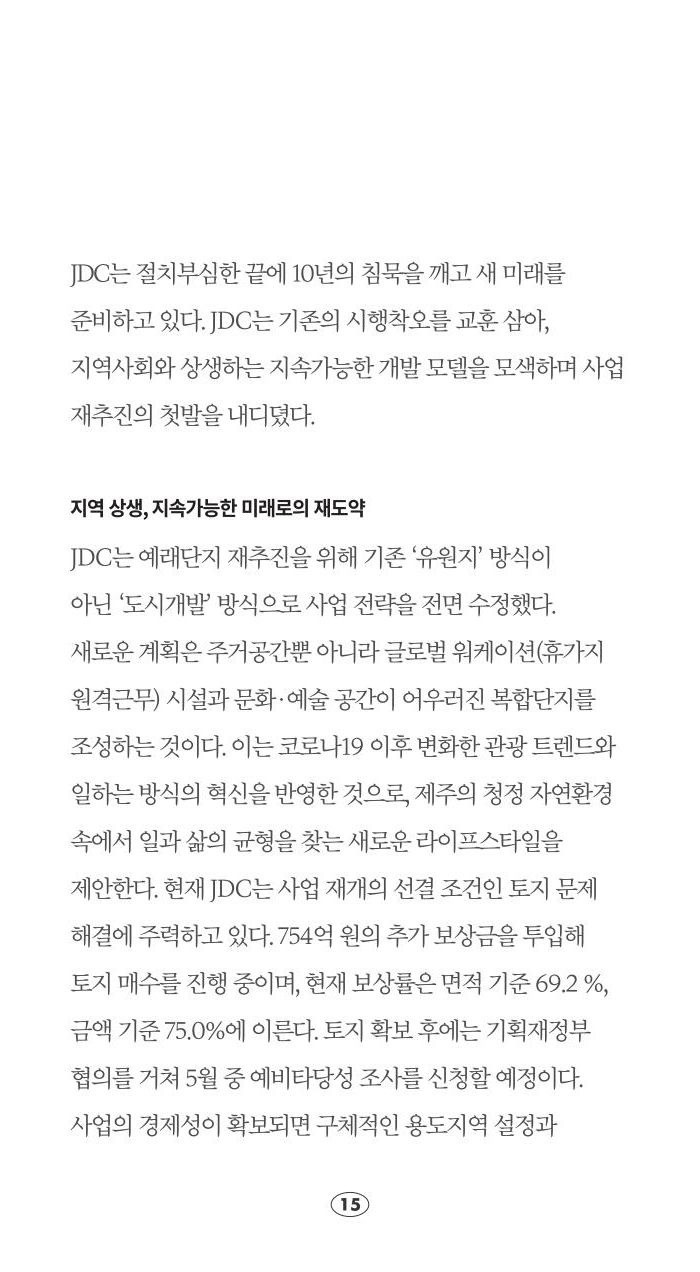 JDC는 절치부심한 끝에 10년의 침묵을 깨고 새 미래를
준비하고 있다. JDC는 기존의 시행착오를 교훈 삼아,
지역사회와 상생하는 지속가능한 개발 모델을 모색하며 사업
재추진의 첫발을 내디뎠다.
지역 상생, 지속가능한 미래로의 재도약
JDC는 예래단지 재추진을 위해 기존 ‘유원지’ 방식이
아닌 ‘도시개발’ 방식으로 사업 전략을 전면 수정했다.
새로운 계획은 주거공간뿐 아니라 글로벌 워케이션(휴가지
원격근무) 시설과 문화·예술 공간이 어우러진 복합단지를
조성하는 것이다. 이는 코로나19 이후 변화한 관광 트렌드와
일하는 방식의 혁신을 반영한 것으로, 제주의 청정 자연환경
속에서 일과 삶의 균형을 찾는 새로운 라이프스타일을
제안한다. 현재 JDC는 사업 재개의 선결 조건인 토지 문제
해결에 주력하고 있다. 754억 원의 추가 보상금을 투입해
토지 매수를 진행 중이며, 현재 보상률은 면적 기준 69.2 %,
금액 기준 75.0%에 이른다. 토지 확보 후에는 기획재정부
협의를 거쳐 5월 중 예비타당성 조사를 신청할 예정이다.
사업의 경제성이 확보되면 구체적인 용도지역 설정과
15